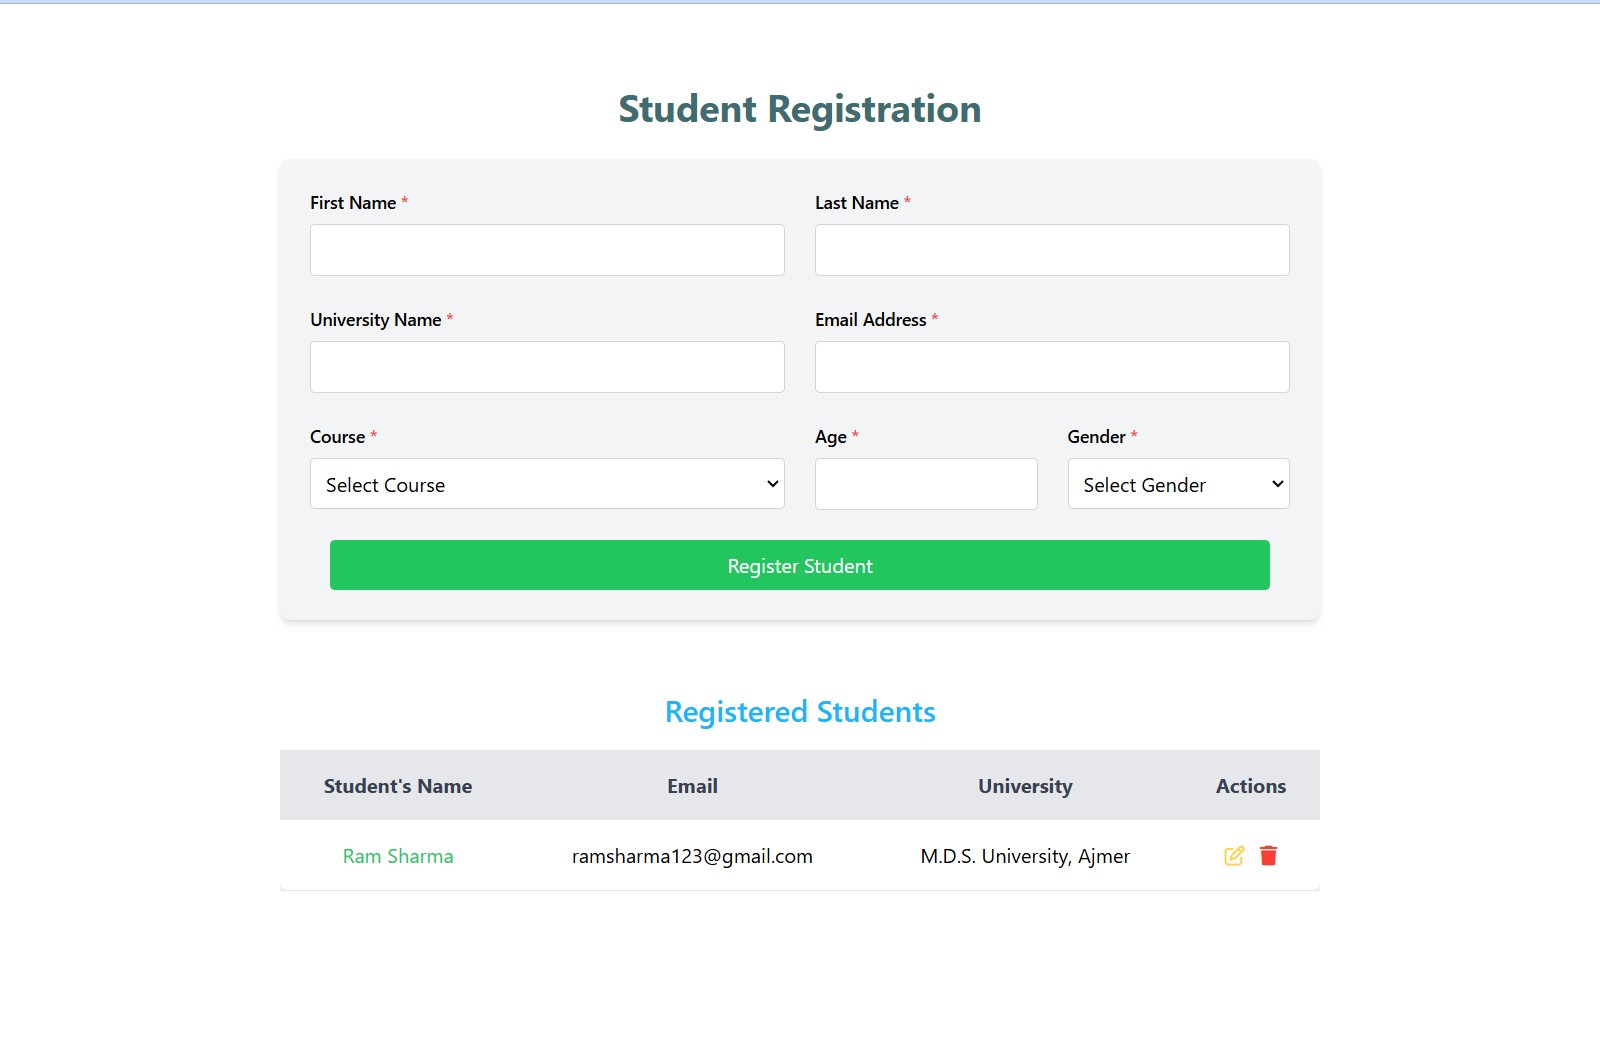 Student Registration
First Name * Last Name *
University Name * Email Address *
Course * Age * Gender *
Select Course Select Gender
Register Student
Registered Students
Student's Name Email University Actions
Ram Sharma ramsharma123@gmail.com M.D.S. University, Ajmer